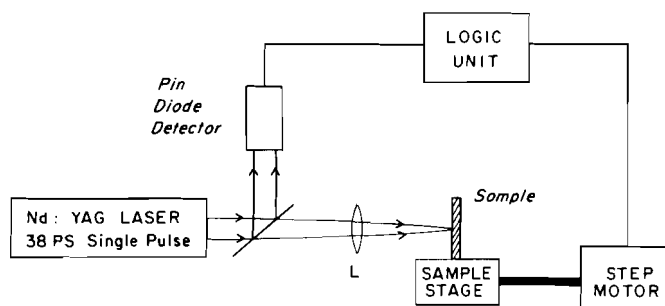 LOGIC
UNIT
Pin
Diode
Detector
Nd: YAG LASER
38 PS Single Pulse
L
Somple
SAMPLE
STAGE
STEP
MOTOR